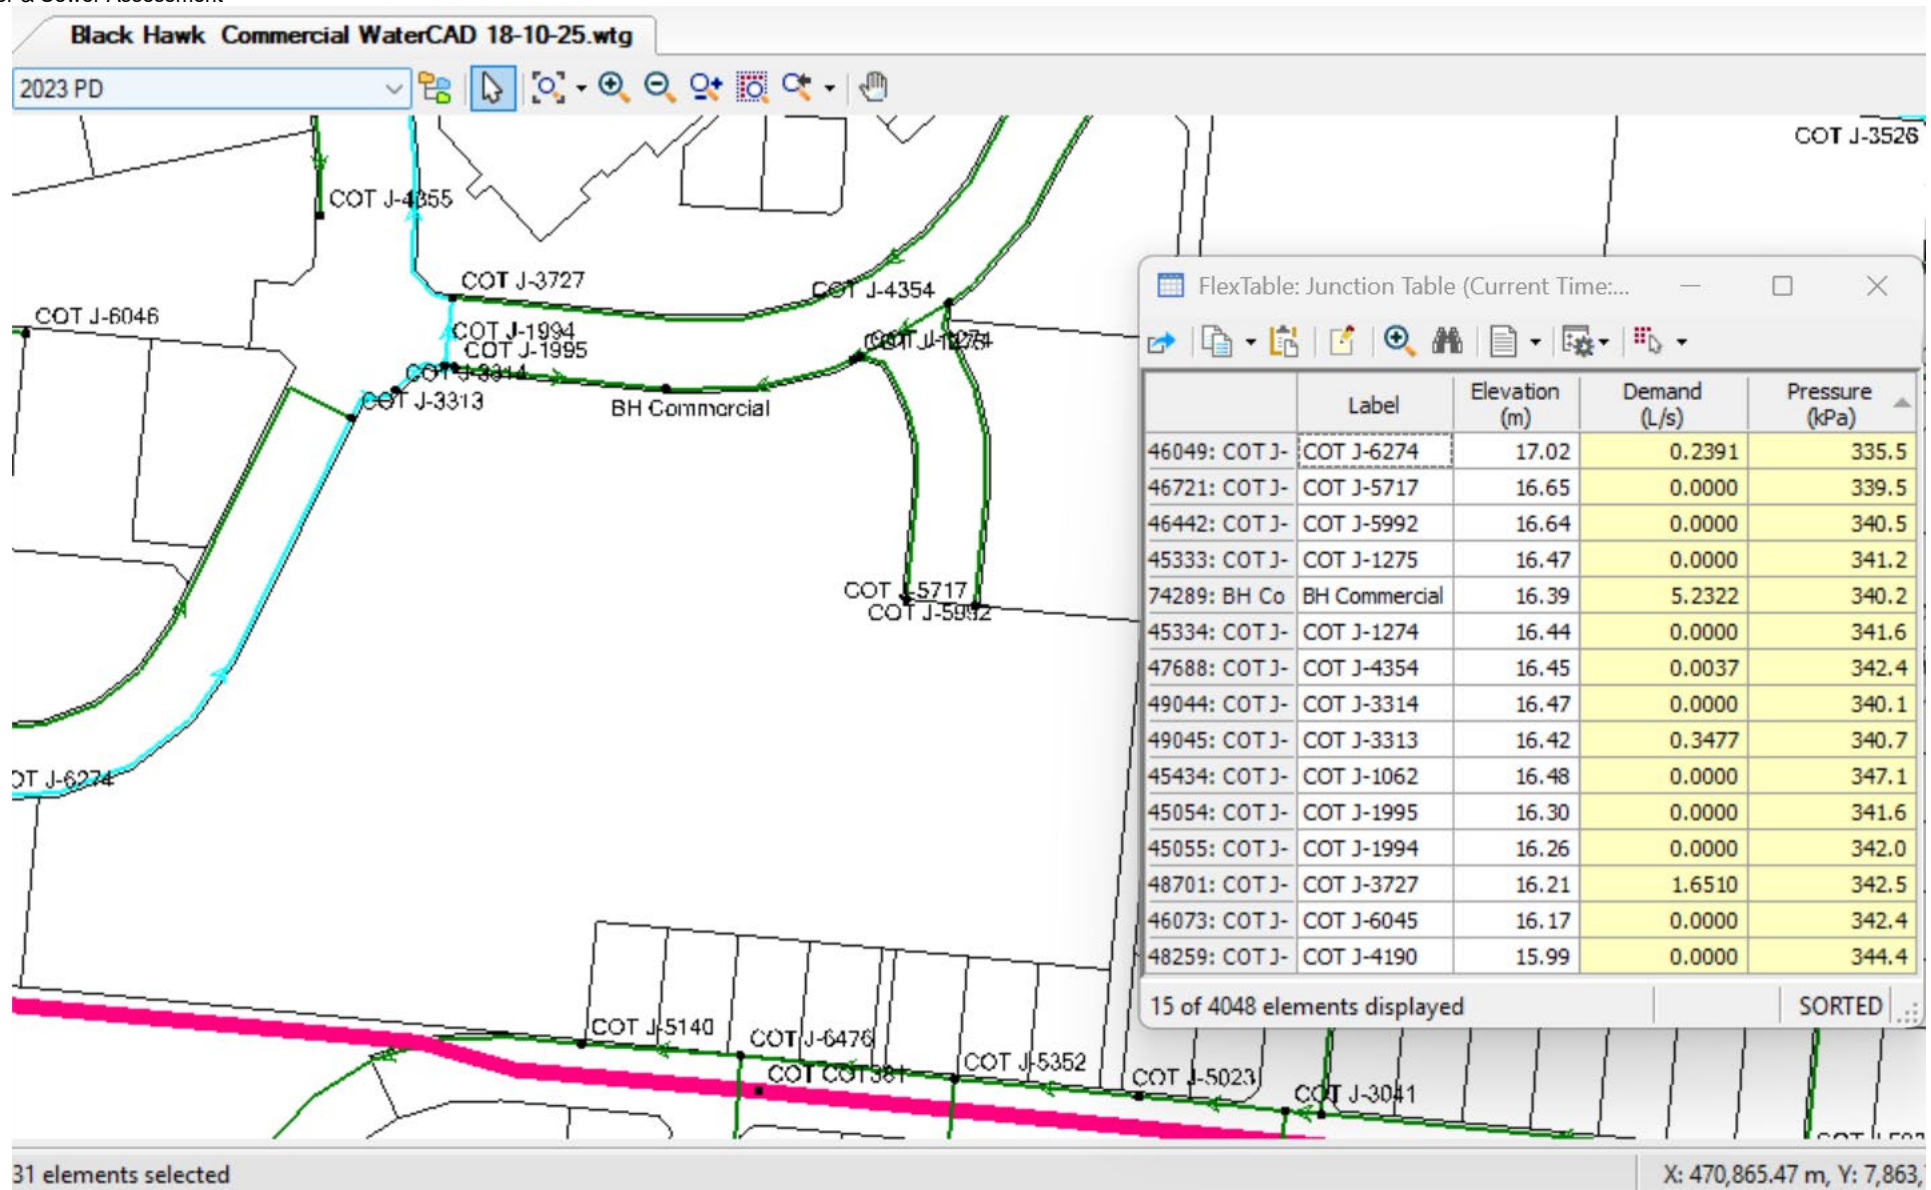 Black Hawk Commercial WaterCAD 18-10-25.wtg
2023 PD
COT J-3526
COT J-4355
COT J-3727
COT J-4354
COT J-6046
COT J-1994
COT J-1995
COT J-3314
COT J-3313
BH Commercial
COT J-5717
COT J-5992
OT J-6274
COT J-5140
COT J-6476
COT COT381
COT J-5352
COT J-5023
COT J-3041
FlexTable: Junction Table (Current Time:...
Label Elevation (m) Demand (L/s) Pressure (kPa)
46049: COT J- COT J-6274 17.02 0.2391 335.5
46721: COT J- COT J-5717 16.65 0.0000 339.5
46442: COT J- COT J-5992 16.64 0.0000 340.5
45333: COT J- COT J-1275 16.47 0.0000 341.2
74289: BH Co BH Commercial 16.39 5.2322 340.2
45334: COT J- COT J-1274 16.44 0.0000 341.6
47688: COT J- COT J-4354 16.45 0.0037 342.4
49044: COT J- COT J-3314 16.47 0.0000 340.1
49045: COT J- COT J-3313 16.42 0.3477 340.7
45434: COT J- COT J-1062 16.48 0.0000 347.1
45054: COT J- COT J-1995 16.30 0.0000 341.6
45055: COT J- COT J-1994 16.26 0.0000 342.0
48701: COT J- COT J-3727 16.21 1.6510 342.5
46073: COT J- COT J-6045 16.17 0.0000 342.4
48259: COT J- COT J-4190 15.99 0.0000 344.4
15 of 4048 elements displayed SORTED
31 elements selected
X: 470,865.47 m, Y: 7,863,